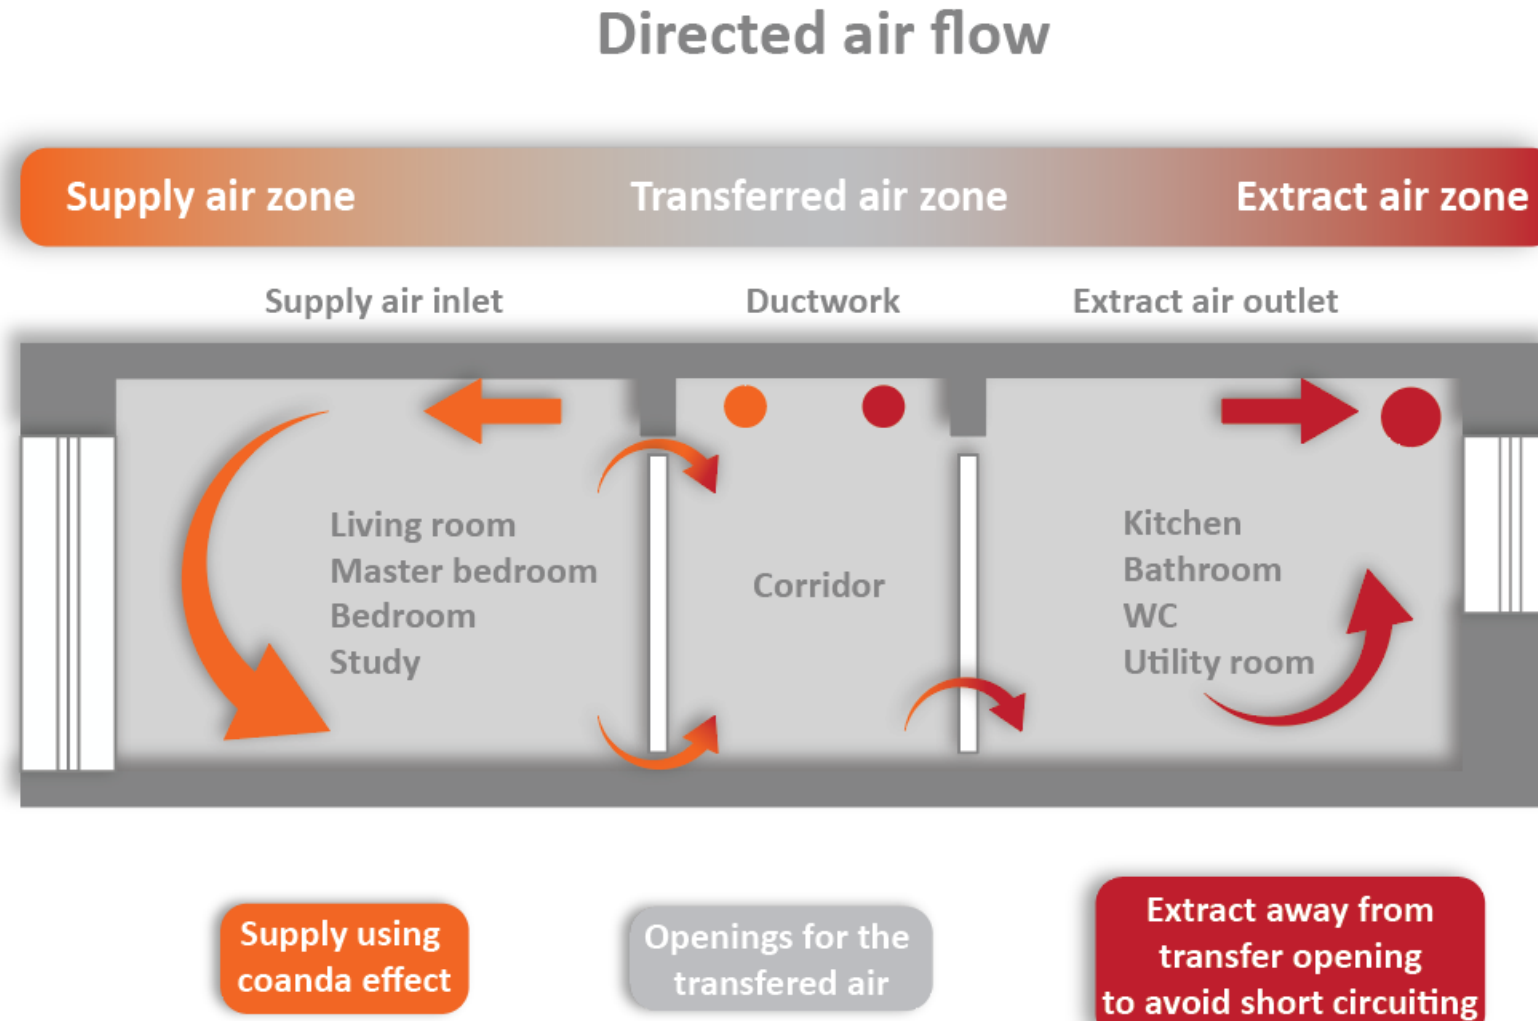 Directed air flow
Supply air zone
Transferred air zone
Extract air zone
Supply air inlet
Ductwork
Extract air outlet
Living room
Master bedroom
Bedroom
Study
Corridor
Kitchen
Bathroom
WC
Utility room
Supply using
coanda effect
Openings for the
transfered air
Extract away from
transfer opening
to avoid short circuiting